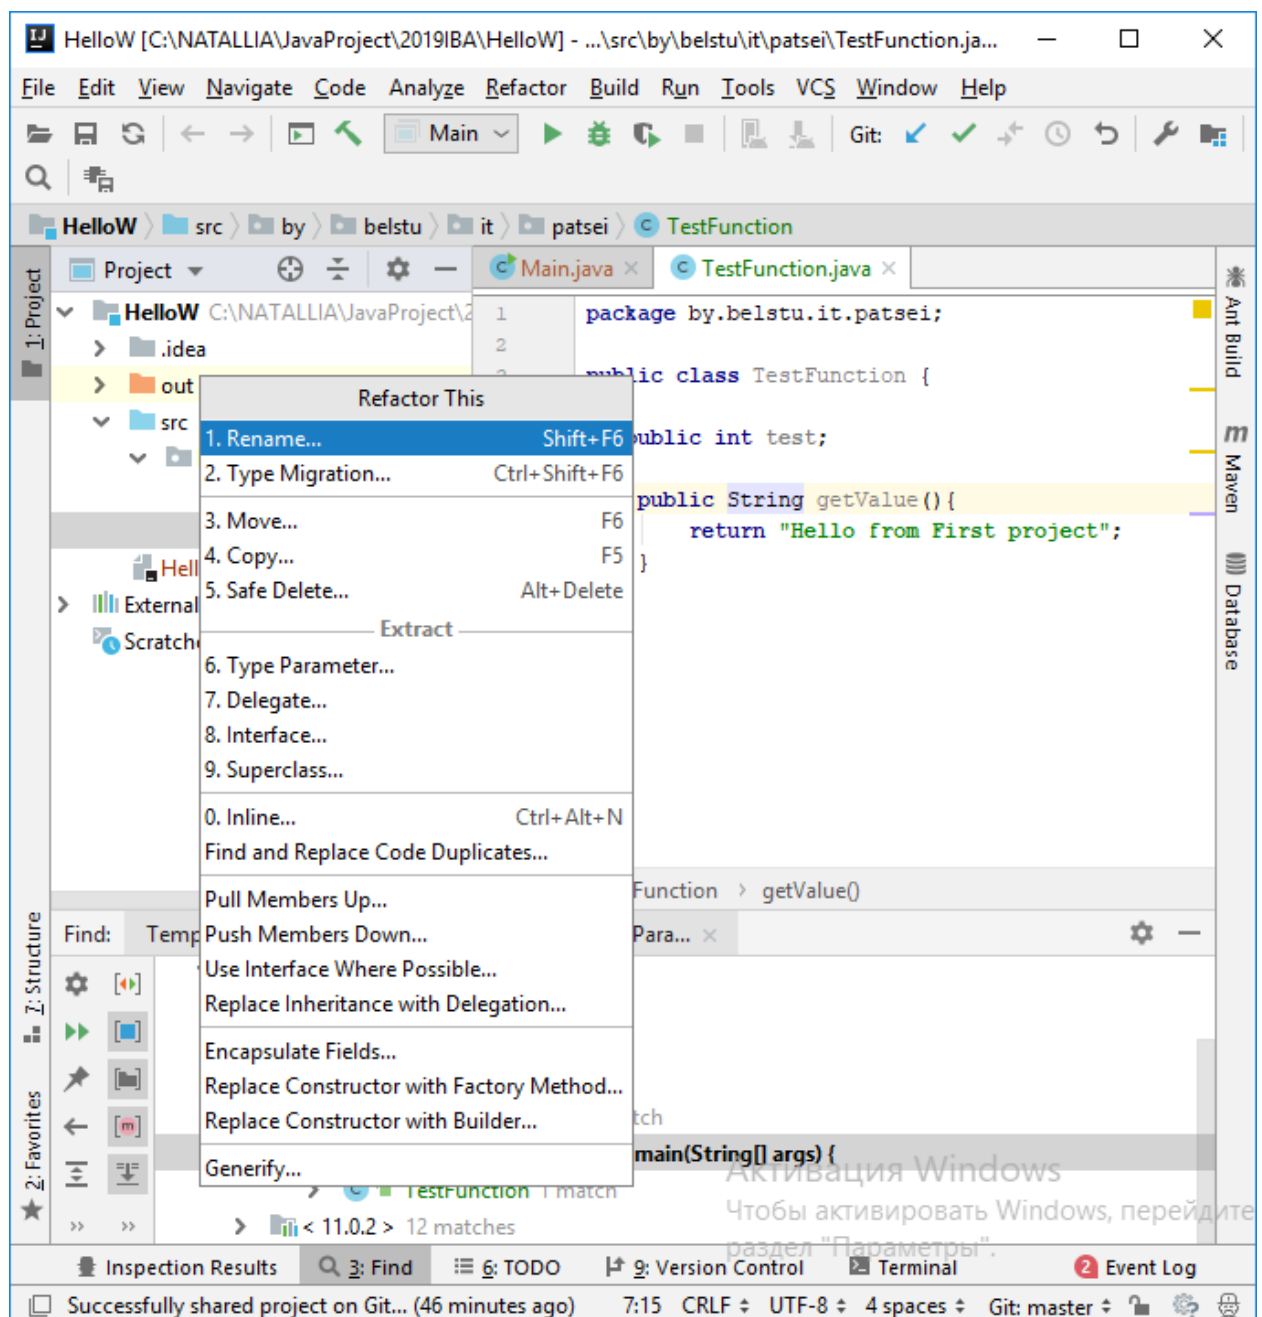 HelloW [C:\NATALLIA\JavaProject\2019IBA\HelloW] - ...\src\by\belstu\it\patsei\TestFunction.ja...
File Edit View Navigate Code Analyze Refactor Build Run Tools VCS Window Help
Main Git:
HelloW src by belstu it patsei TestFunction
1: Project
Project
HelloW C:\NATALLIA\JavaProject\2
.idea
out
src
Hell
External
Scratche
Main.java TestFunction.java
1 package by.belstu.it.patsei;
2
public class TestFunction {
public int test;
public String getValue(){
return "Hello from First project";
}
Function > getValue()
Ant Build
Maven
Database
Refactor This
1. Rename... Shift+F6
2. Type Migration... Ctrl+Shift+F6
3. Move... F6
4. Copy... F5
5. Safe Delete... Alt+Delete
Extract
6. Type Parameter...
7. Delegate...
8. Interface...
9. Superclass...
0. Inline... Ctrl+Alt+N
Find and Replace Code Duplicates...
Pull Members Up...
Push Members Down...
Use Interface Where Possible...
Replace Inheritance with Delegation...
Encapsulate Fields...
Replace Constructor with Factory Method...
Replace Constructor with Builder...
Generify...
7: Structure
2: Favorites
Find: Temp Para...
tch
main(String[] args) {
TestFunction 1 match
< 11.0.2 > 12 matches
Активация Windows
Чтобы активировать Windows, перейдите
раздел "Параметры".
Inspection Results 3: Find 6: TODO 9: Version Control Terminal 2 Event Log
Successfully shared project on Git... (46 minutes ago) 7:15 CRLF UTF-8 4 spaces Git: master